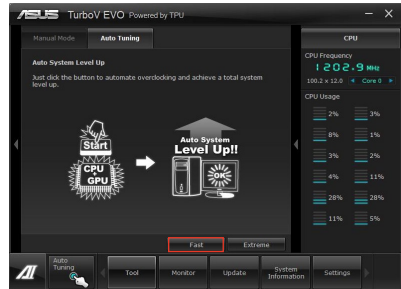 ASUS TurboV EVO Powered by TPU
Manual Mode Auto Tuning
Auto System Level Up
Just click the button to automate overclocking and achieve a total system
level up.
Start
CPU
GPU
Auto System
Level Up!!
OK
Fast Extreme
CPU
CPU Frequency
1202.9 MHz
100.2 x 12.0 Core 0
CPU Usage
2% 3%
8% 1%
3% 2%
4% 11%
28% 28%
11% 5%
Auto
Tuning
Tool
Monitor
Update
System
Information
Settings